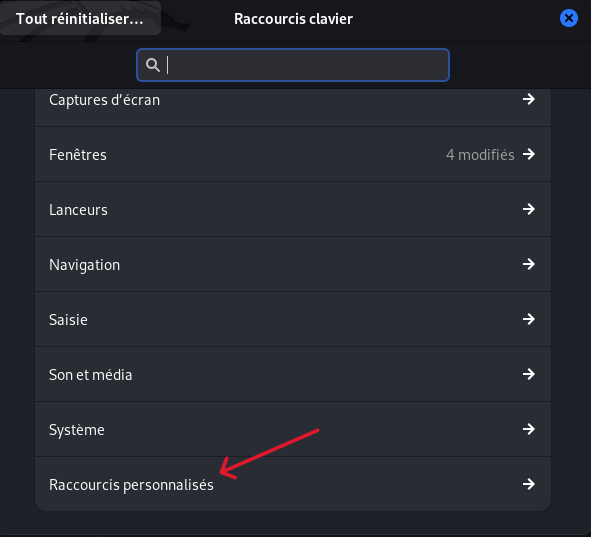 Tout réinitialiser…
Raccourcis clavier
Captures d’écran
Fenêtres 4 modifiés
Lanceurs
Navigation
Saisie
Son et média
Système
Raccourcis personnalisés